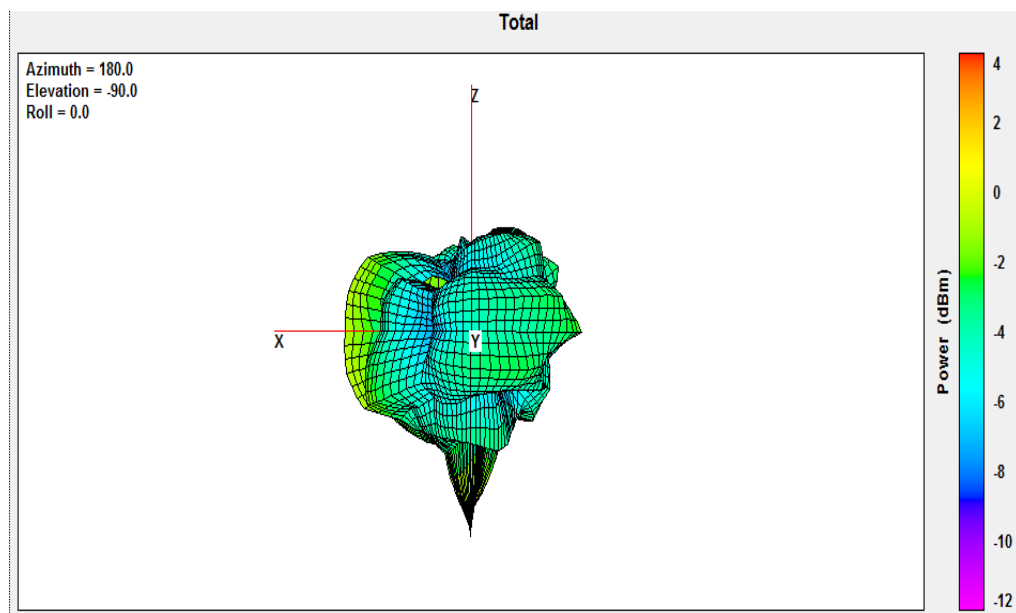 Total
Azimuth = 180.0
Elevation = -90.0
Roll = 0.0
Z
X
Y
4
2
0
-2
-4
-6
-8
-10
-12
Power (dBm)